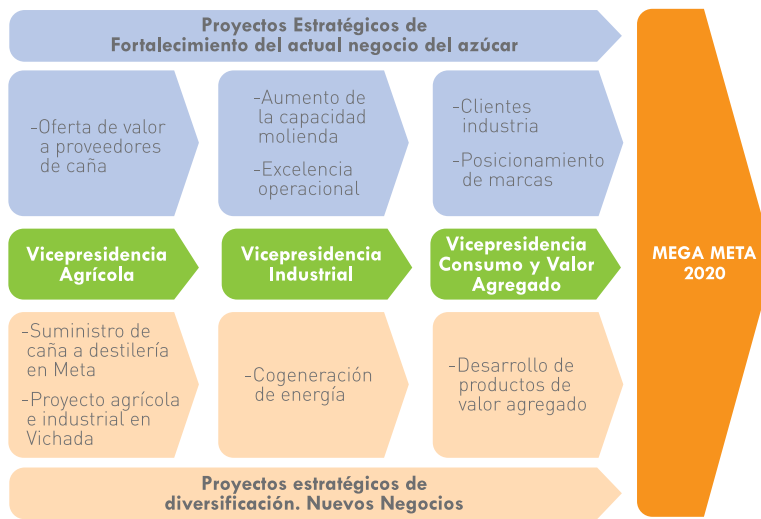 Proyectos Estratégicos de
Fortalecimiento del actual negocio del azúcar
-Oferta de valor
a proveedores
de caña
-Aumento de
la capacidad
molienda
-Excelencia
operacional
-Clientes
industria
-Posicionamiento
de marcas
Vicepresidencia
Agrícola
Vicepresidencia
Industrial
Vicepresidencia
Consumo y Valor
Agregado
MEGA META
2020
-Suministro de
caña a destilería
en Meta
-Proyecto agrícola
e industrial en
Vichada
-Cogeneración
de energía
-Desarrollo de
productos de
valor agregado
Proyectos estratégicos de
diversificación. Nuevos Negocios